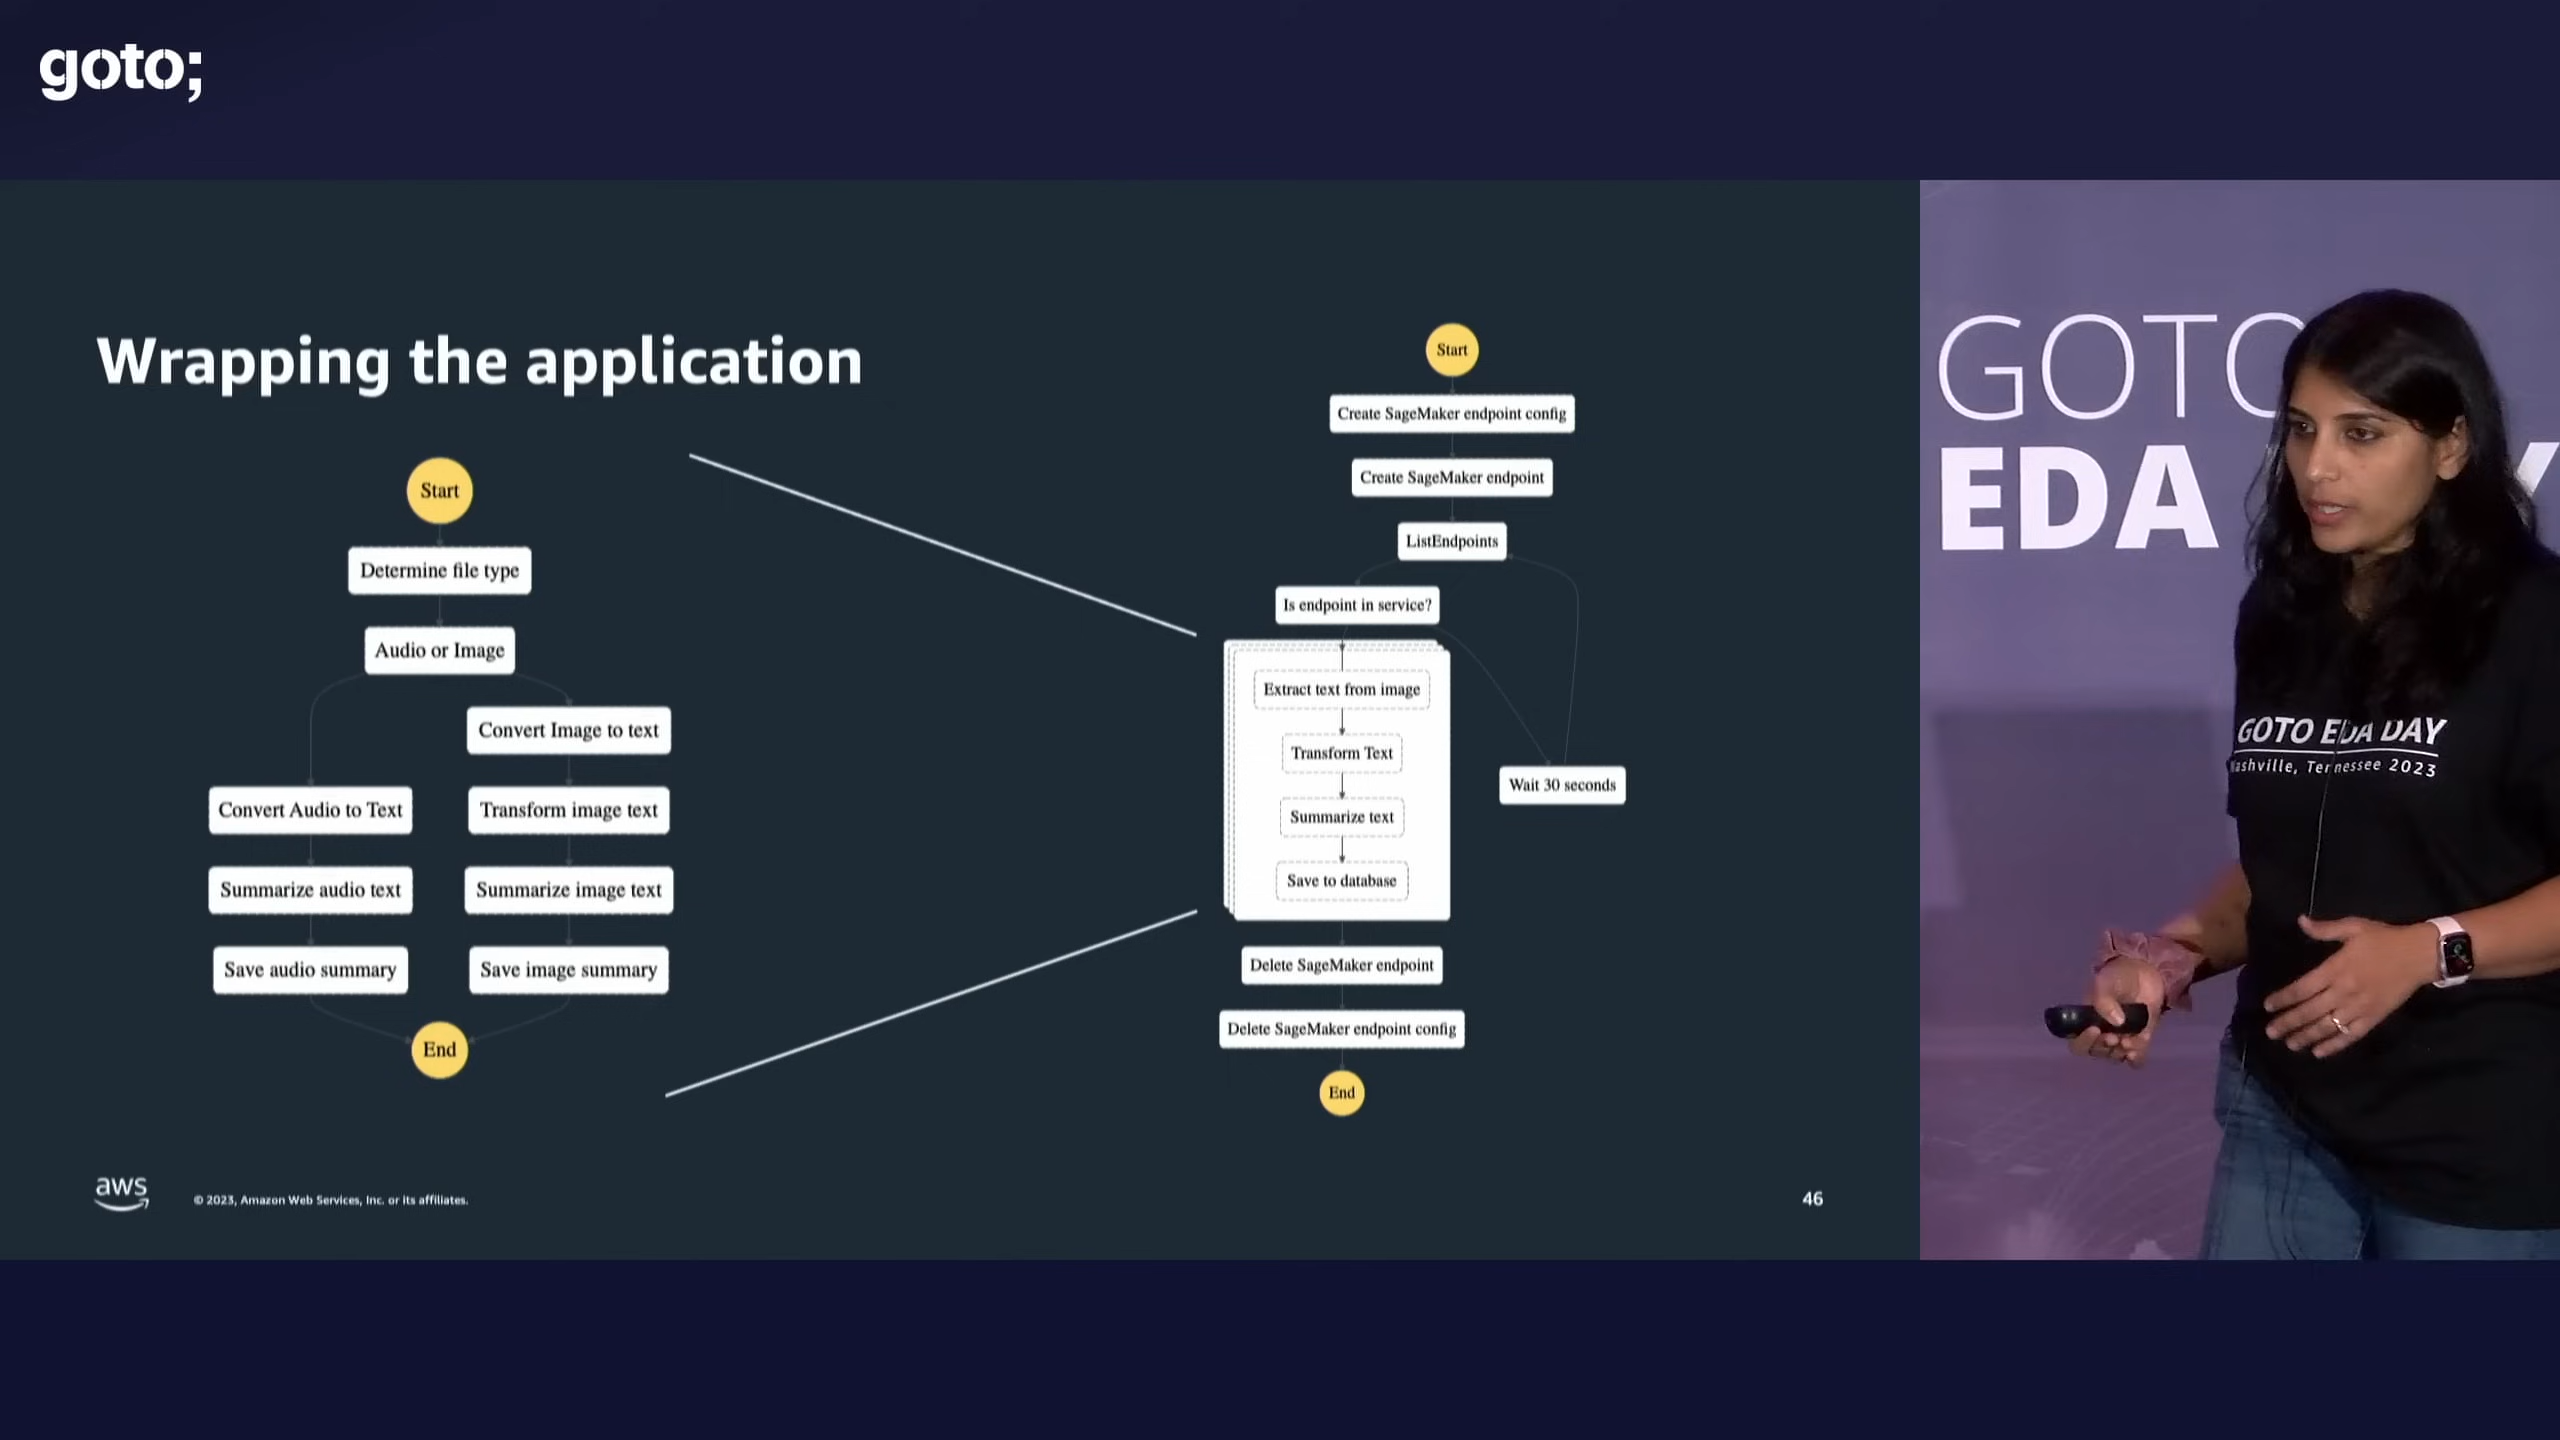 goto;
Wrapping the application
Start
Determine file type
Audio or Image
Convert Image to text
Convert Audio to Text
Transform image text
Summarize audio text
Summarize image text
Save audio summary
Save image summary
End
Start
Create SageMaker endpoint config
Create SageMaker endpoint
ListEndpoints
Is endpoint in service?
Extract text from image
Transform Text
Wait 30 seconds
Summarize text
Save to database
Delete SageMaker endpoint
Delete SageMaker endpoint config
End
aws
© 2023, Amazon Web Services, Inc. or its affiliates.
46
GOTO
EDA
GOTO EDA DAY
Nashville, Tennessee 2023